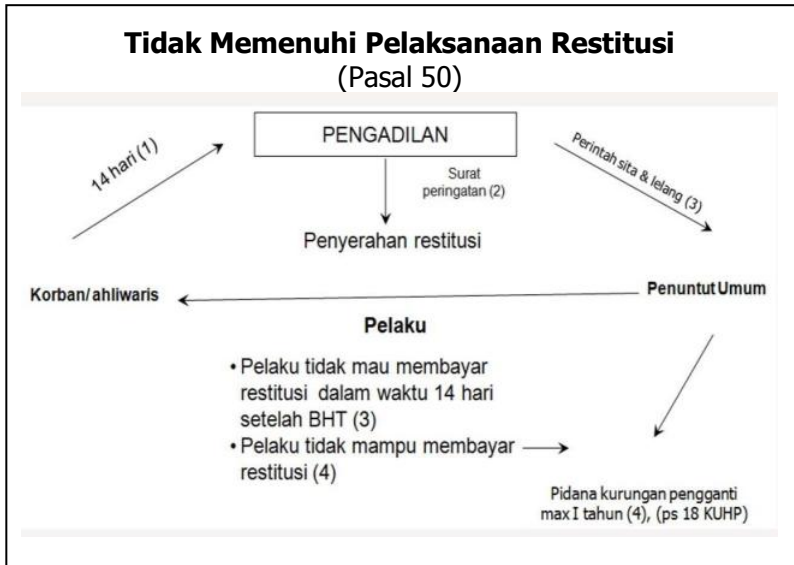 Tidak Memenuhi Pelaksanaan Restitusi
(Pasal 50)
PENGADILAN
14 hari (1)
Surat
peringatan (2)
Perintah sita & lelang (3)
Penyerahan restitusi
Korban/ahliwaris
Penuntut Umum
Pelaku
• Pelaku tidak mau membayar
restitusi dalam waktu 14 hari
setelah BHT (3)
• Pelaku tidak mampu membayar
restitusi (4)
Pidana kurungan pengganti
max I tahun (4), (ps 18 KUHP)